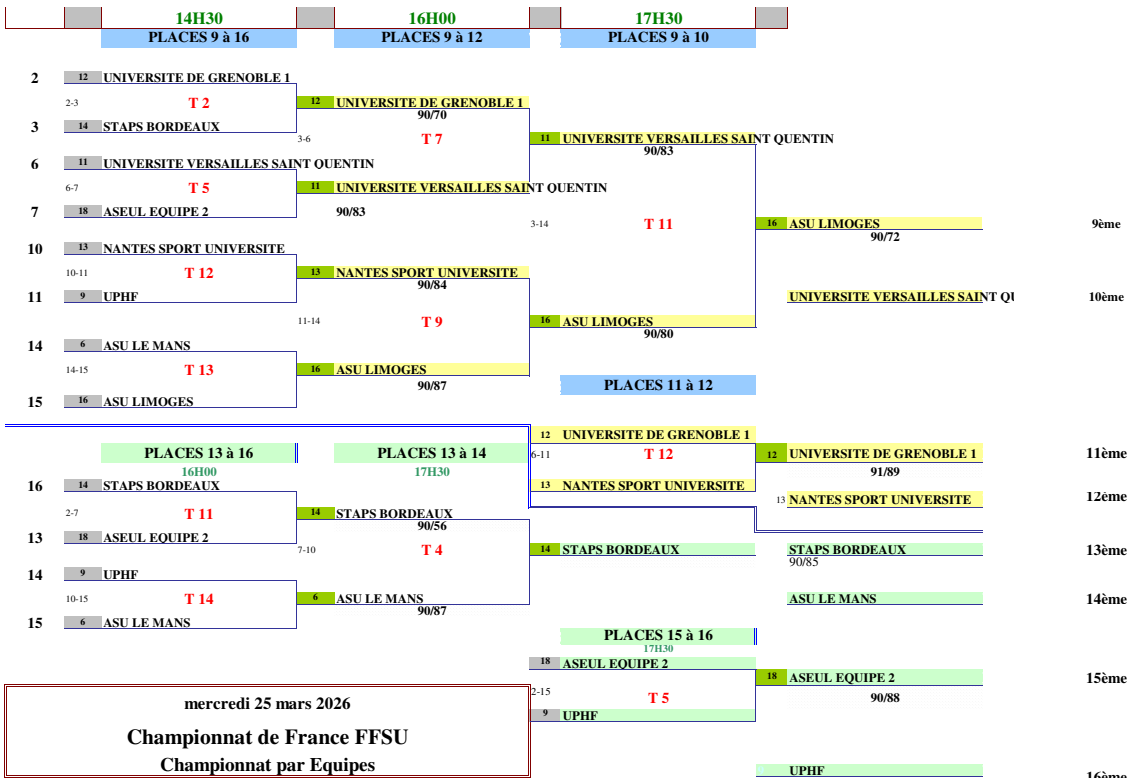 14H30 16H00 17H30
PLACES 9 à 16 PLACES 9 à 12 PLACES 9 à 10
2 12 UNIVERSITE DE GRENOBLE 1
2-3 T 2 12 UNIVERSITE DE GRENOBLE 1
90/70
3 14 STAPS BORDEAUX
3-6 T 7 11 UNIVERSITE VERSAILLES SAINT QUENTIN
90/83
6 11 UNIVERSITE VERSAILLES SAINT QUENTIN
6-7 T 5 11 UNIVERSITE VERSAILLES SAINT QUENTIN
7 18 ASEUL EQUIPE 2 90/83
3-14 T 11 16 ASU LIMOGES 9ème
90/72
10 13 NANTES SPORT UNIVERSITE
10-11 T 12 13 NANTES SPORT UNIVERSITE
90/84
11 9 UPHF UNIVERSITE VERSAILLES SAINT QU 10ème
11-14 T 9 16 ASU LIMOGES
90/80
14 6 ASU LE MANS
14-15 T 13 16 ASU LIMOGES
90/87 PLACES 11 à 12
15 16 ASU LIMOGES
12 UNIVERSITE DE GRENOBLE 1
PLACES 13 à 16 PLACES 13 à 14 6-11 T 12 12 UNIVERSITE DE GRENOBLE 1 11ème
16H00 17H30 91/89
16 14 STAPS BORDEAUX 13 NANTES SPORT UNIVERSITE
13 NANTES SPORT UNIVERSITE 12ème
2-7 T 11 14 STAPS BORDEAUX
90/56
13 18 ASEUL EQUIPE 2
7-10 T 4 14 STAPS BORDEAUX STAPS BORDEAUX 13ème
90/85
14 9 UPHF
10-15 T 14 6 ASU LE MANS ASU LE MANS 14ème
90/87
15 6 ASU LE MANS
PLACES 15 à 16
17H30
18 ASEUL EQUIPE 2
18 ASEUL EQUIPE 2 15ème
2-15 T 5 90/88
9 UPHF
mercredi 25 mars 2026
Championnat de France FFSU
Championnat par Equipes
UPHF 16ème